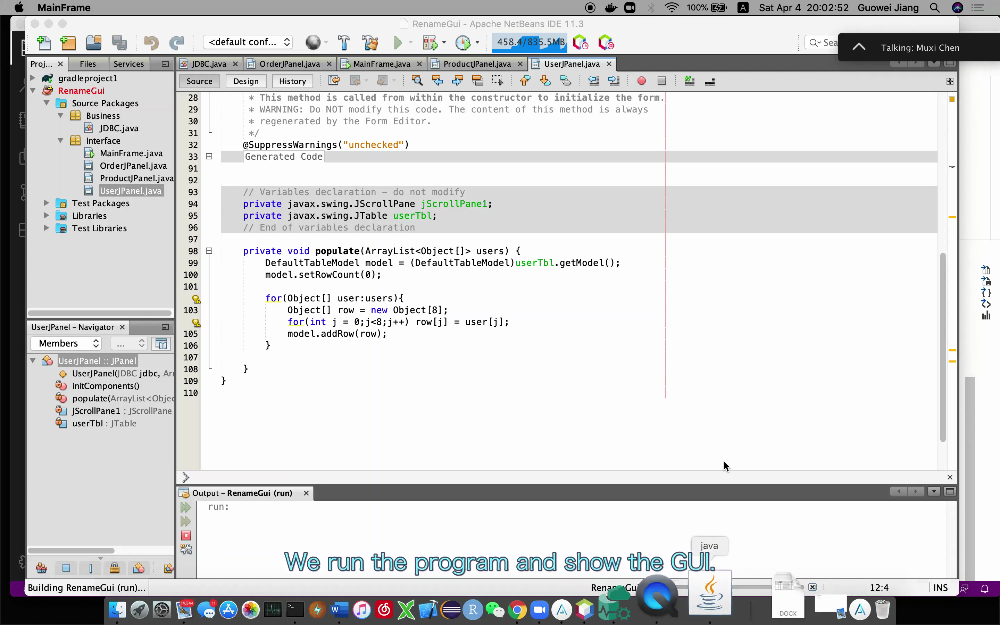 MainFrame
100%
A
Sat Apr 4 20:02:52
Guowei Jiang
RenameGui - Apache NetBeans IDE 11.3
<default conf...
458.4/835.5MB
Sea
Talking: Muxi Chen
Proj...
Files
Services
JDBC.java
OrderJPanel.java
MainFrame.java
ProductJPanel.java
UserJPanel.java
gradleproject1
RenameGui
Source Packages
Business
JDBC.java
Interface
MainFrame.java
OrderJPanel.java
ProductJPanel.java
UserJPanel.java
Test Packages
Libraries
Test Libraries
Source
Design
History
28 * This method is called from within the constructor to initialize the form.
29 * WARNING: Do NOT modify this code. The content of this method is always
30 * regenerated by the Form Editor.
31 */
32 @SuppressWarnings("unchecked")
33 Generated Code
91
92
93 // Variables declaration - do not modify
94 private javax.swing.JScrollPane jScrollPane1;
95 private javax.swing.JTable userTbl;
96 // End of variables declaration
97
98 private void populate(ArrayList<Object[]> users) {
99 DefaultTableModel model = (DefaultTableModel)userTbl.getModel();
100 model.setRowCount(0);
101
for(Object[] user:users){
103 Object[] row = new Object[8];
for(int j = 0;j<8;j++) row[j] = user[j];
105 model.addRow(row);
106 }
107
108 }
109 }
110
UserJPanel - Navigator
Members
...
UserJPanel :: JPanel
UserJPanel(JDBC jdbc, Arr
initComponents()
populate(ArrayList<Objec
jScrollPane1 : JScrollPane
userTbl : JTable
Output - RenameGui (run)
run:
java
We run the program and show the GUI.
Building RenameGui (run)...
RenameGui
12:4
INS
14,344
11
DOCX